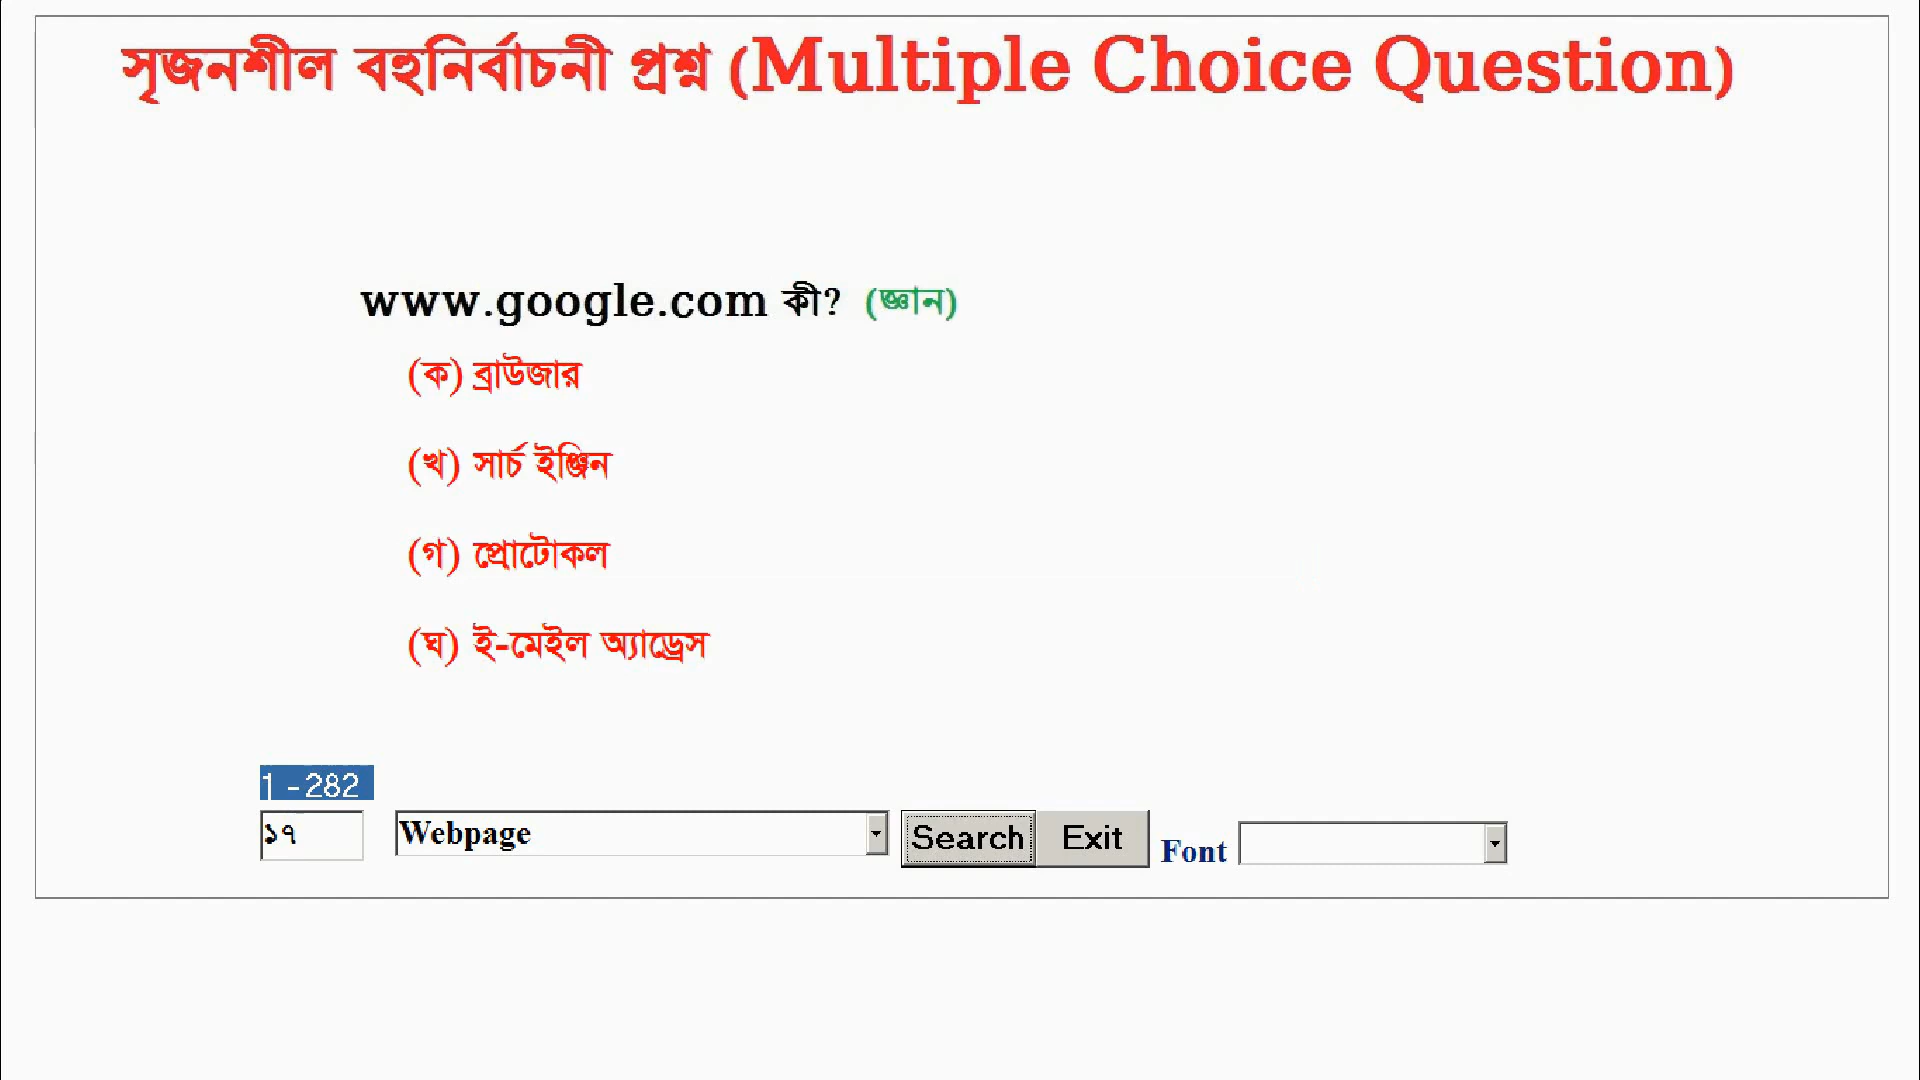 সৃজনশীল বহুনির্বাচনী প্রশ্ন (Multiple Choice Question)
www.google.com কী? (জ্ঞান)
(ক) ব্রাউজার
(খ) সার্চ ইঞ্জিন
(গ) প্রোটোকল
(ঘ) ই-মেইল অ্যাড্রেস
1 - 282
১৭ Webpage Search Exit Font